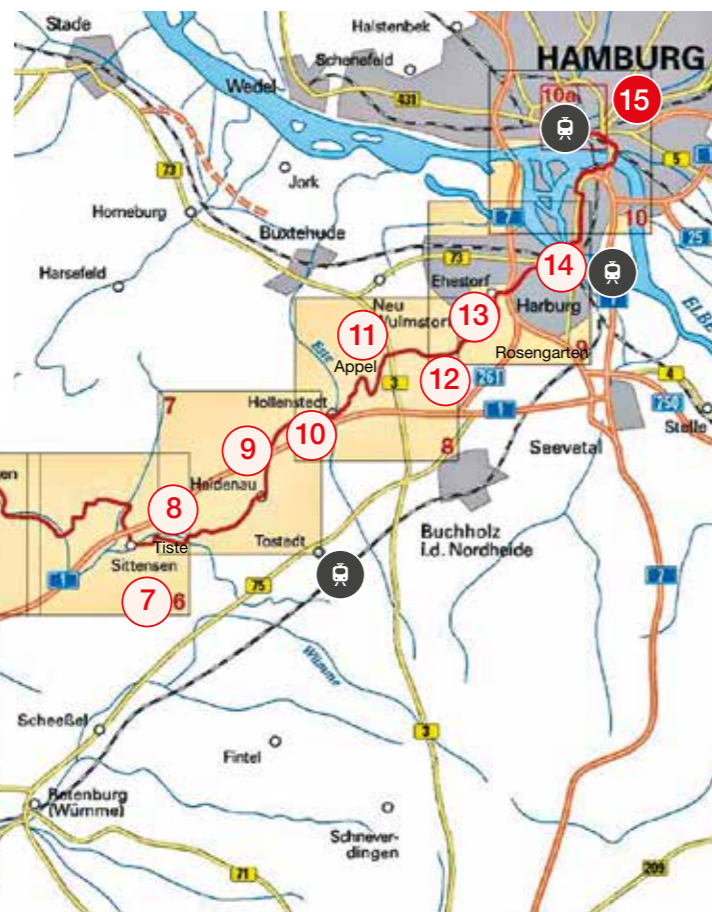 Stade
Halstenbek
Schenefeld
HAMBURG
Wedel
10a
15
431
73
Jork
5
10
Horneburg
Buxtehude
25
Harsefeld
73
14
Ehestorf
Neu
Wulmstorf
13
Harburg
ELBE
11
Este
Appel
Rosengarten
9
12
261
4
3
7
Hollenstedt
1
250
Stelle
10
9
8
Seevetal
8
Heidenau
Buchholz
i.d. Nordheide
Tiste
Tostedt
Sittensen
1
75
7
7
6
Wümme
Scheeßel
3
Fintel
Rotenburg
(Wümme)
Schnever-
dingen
71
209